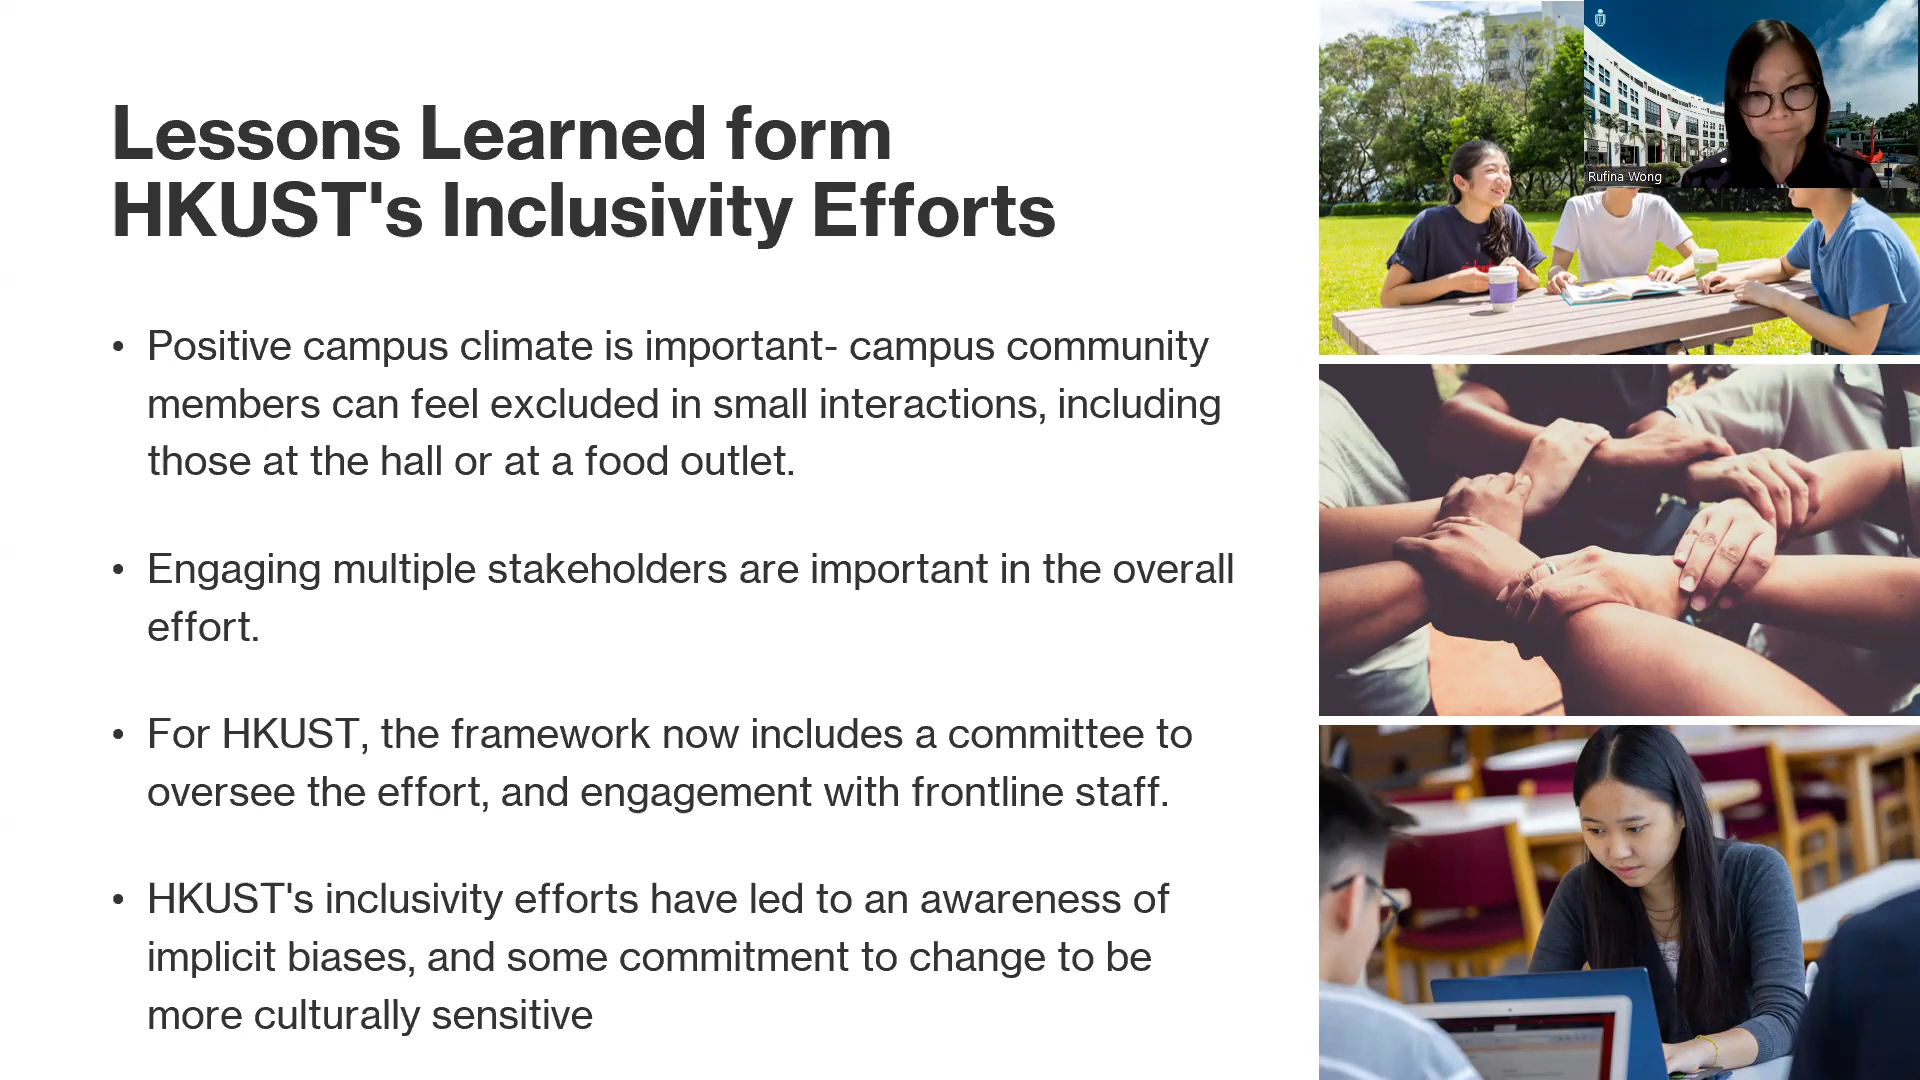 Lessons Learned form
HKUST's Inclusivity Efforts
• Positive campus climate is important- campus community
members can feel excluded in small interactions, including
those at the hall or at a food outlet.
• Engaging multiple stakeholders are important in the overall
effort.
• For HKUST, the framework now includes a committee to
oversee the effort, and engagement with frontline staff.
• HKUST's inclusivity efforts have led to an awareness of
implicit biases, and some commitment to change to be
more culturally sensitive
Rufina Wong